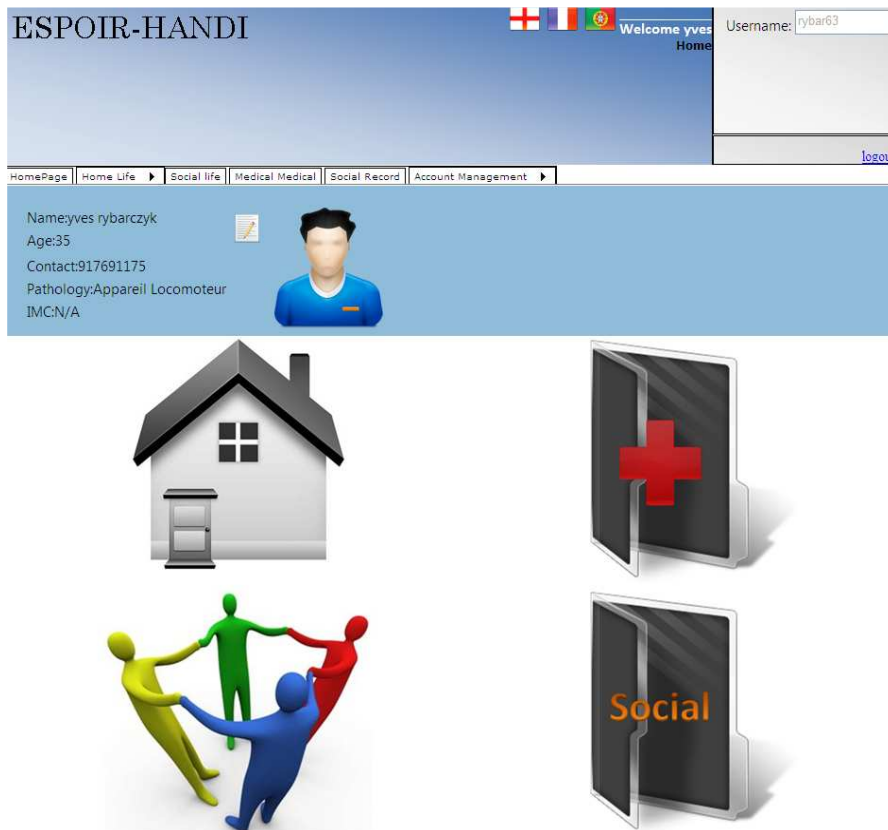 ESPOIR-HANDI
Welcome yves
Home
Username: rybar63
HomePage Home Life Social life Medical Medical Social Record Account Management
Name:yves rybarczyk
Age:35
Contact:917691175
Pathology:Appareil Locomoteur
IMC:N/A
Social